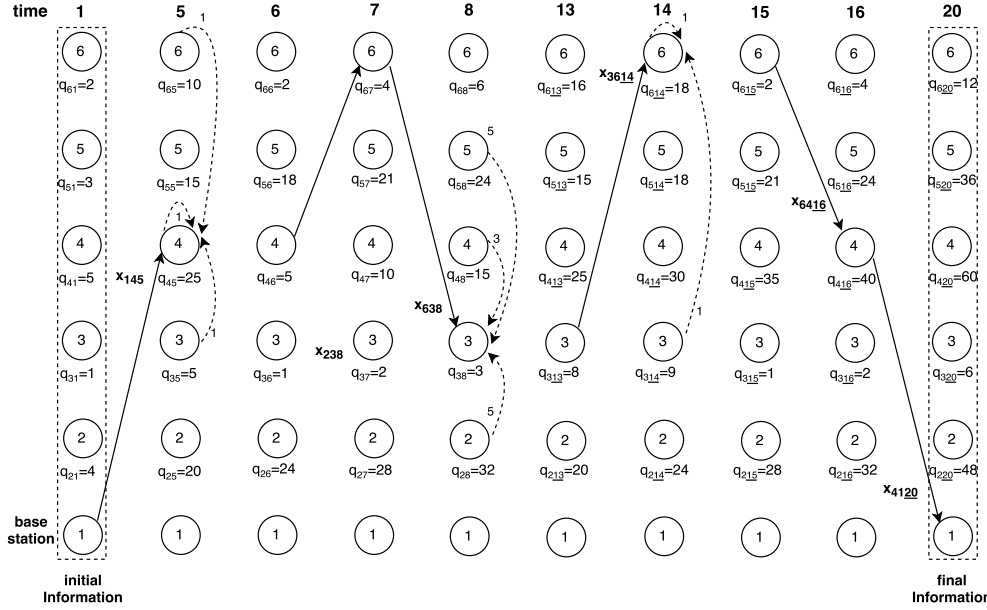 time 1 5 6 7 8 13 14 15 16 20
1 1
6 6 6 6 6 6 6 6 6 6
x3614
q61=2 q65=10 q66=2 q67=4 q68=6 q613=16 q614=18 q615=2 q616=4 q620=12
5
5 5 5 5 5 5 5 5 5 5
q51=3 q55=15 q56=18 q57=21 q58=24 q513=15 q514=18 q515=21 q516=24 q520=36
x6416
1 3
4 4 4 4 4 4 4 4 4 4
x145
q41=5 q45=25 q46=5 q47=10 q48=15 q413=25 q414=30 q415=35 q416=40 q420=60
x638
1 1
3 3 3 3 3 3 3 3 3 3
x238
q31=1 q35=5 q36=1 q37=2 q38=3 q313=8 q314=9 q315=1 q316=2 q320=6
5
2 2 2 2 2 2 2 2 2 2
q21=4 q25=20 q26=24 q27=28 q28=32 q213=20 q214=24 q215=28 q216=32 q220=48
x4120
base
station
1 1 1 1 1 1 1 1 1 1
initial final
Information Information